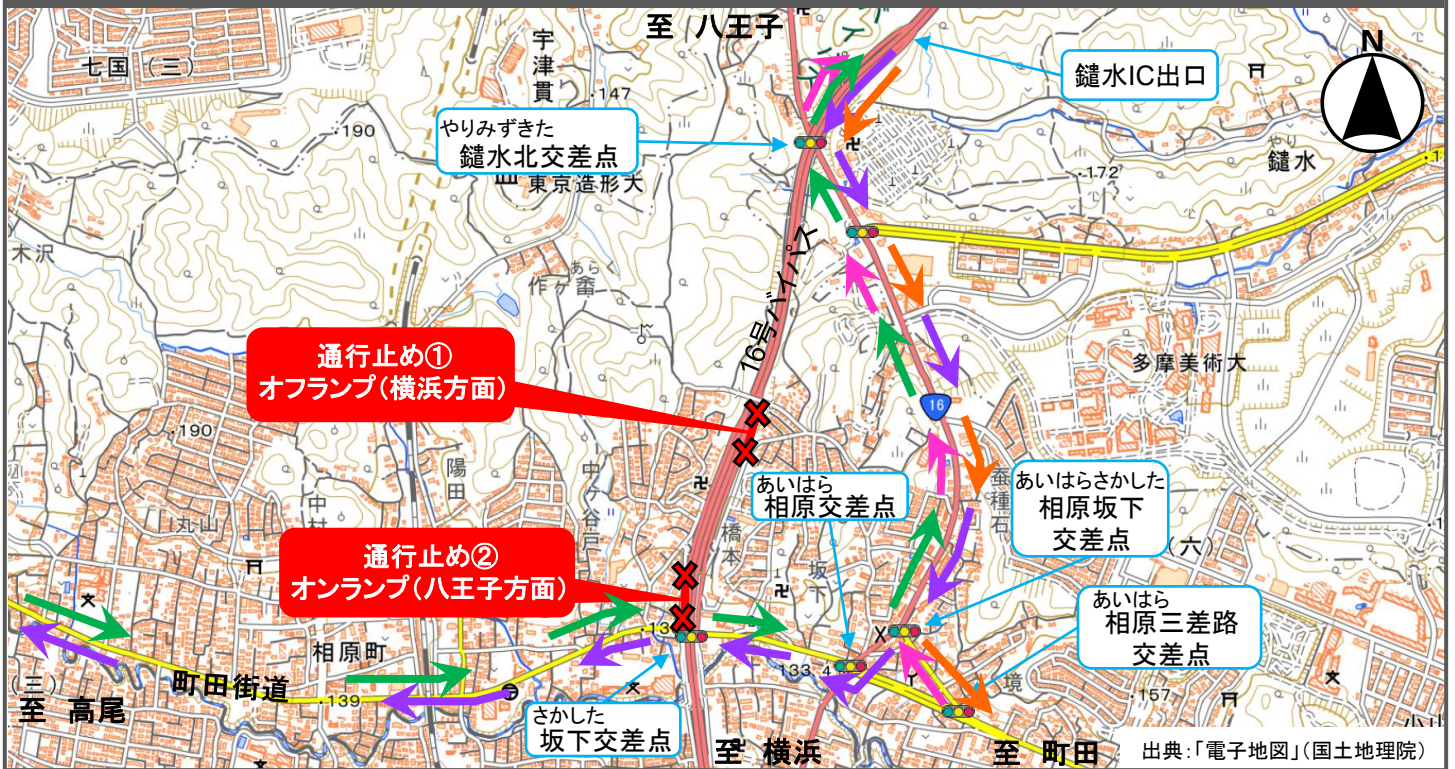 至 八王子
N
七国(三)
宇津貫
・147
鑓水IC出口
・190
やりみずきた
鑓水北交差点
東京造形大
・172
やり
鑓水
木沢
あらく
作ケ畬
16号バイパス
通行止め①
オフランプ(横浜方面)
多摩美術大
16
・190
陽田
中ケ谷戸
中村
丸山
橋本
坂下
蚕種石
あいはら
相原交差点
あいはらさかした
相原坂下
交差点
(六)
通行止め②
オンランプ(八王子方面)
あいはら
相原三差路
交差点
相原町
133.4
境
・157
(三)
至 高尾
町田街道
・139
さかした
坂下交差点
至 横浜
至 町田
小山
出典:「電子地図」(国土地理院)